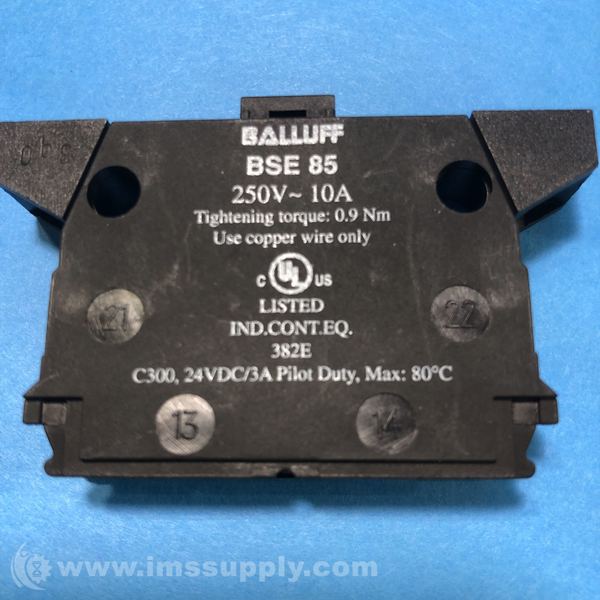 BALLUFF
BSE 85
250V~ 10A
Tightening torque: 0.9 Nm
Use copper wire only
C UL US
LISTED
21 22
IND.CONT.EQ.
382E
C300, 24VDC/3A Pilot Duty, Max: 80°C
13 14
www.imssupply.com